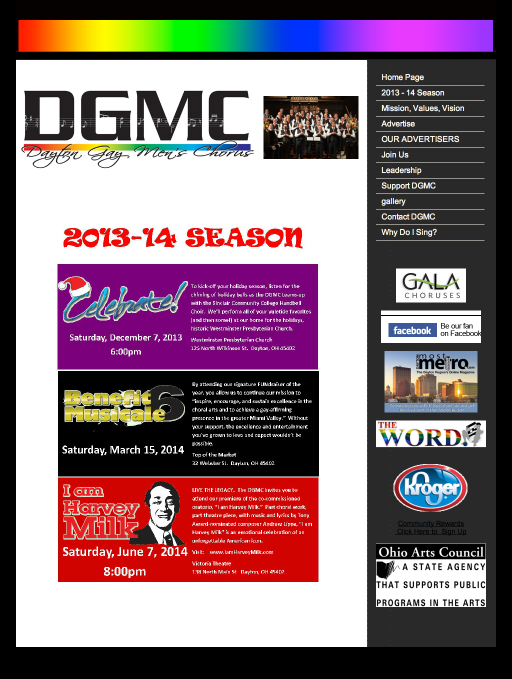 DGMC
Dayton Gay Men's Chorus
Home Page
2013 - 14 Season
Mission, Values, Vision
Advertise
OUR ADVERTISERS
Join Us
Leadership
Support DGMC
gallery
Contact DGMC
Why Do I Sing?
2013-14 SEASON
Celebrate!
Saturday, December 7, 2013
6:00pm
To kick-off your holiday season, listen for the
chiming of holiday bells as the DGMC teams up
with the Sinclair Community College Handbell
Choir. We'll perform all of your yuletide favorites
(and then some!) at our home for the holidays,
historic Westminster Presbyterian Church.
Westminster Presbyterian Church
125 North Wilkinson St. Dayton, OH 45402
Benefit
Musicale 6
Saturday, March 15, 2014
By attending our signature FUNdraiser of the
year, you allow us to continue our mission to
"inspire, encourage, and sustain excellence in the
choral arts and to achieve a gay-affirming
presence in the greater Miami Valley." Without
your support, the excellence and entertainment
you've grown to love and expect wouldn't be
possible.
Top of the Market
32 Webster St. Dayton, OH 45402
I am
Harvey
Milk
Saturday, June 7, 2014
8:00pm
LIVE THE LEGACY. The DGMC invites you to
attend our premiere of the co-commissioned
oratorio, "I am Harvey Milk." Part choral work,
part theatre piece, with music and lyrics by Tony
Award-nominated composer Andrew Lippa, "I am
Harvey Milk" is an emotional celebration of an
unforgettable American icon.
Visit: www.IamHarveyMilk.com
Victoria Theatre
138 North Main St Dayton, OH 45402
GALA
CHORUSES
facebook
Be our fan
on Facebook
most
metro.com
The Dayton Region's Online Magazine
THE
WORD!
Kroger
Community Rewards
Click Here to Sign Up
Ohio Arts Council
A STATE AGENCY
THAT SUPPORTS PUBLIC
PROGRAMS IN THE ARTS